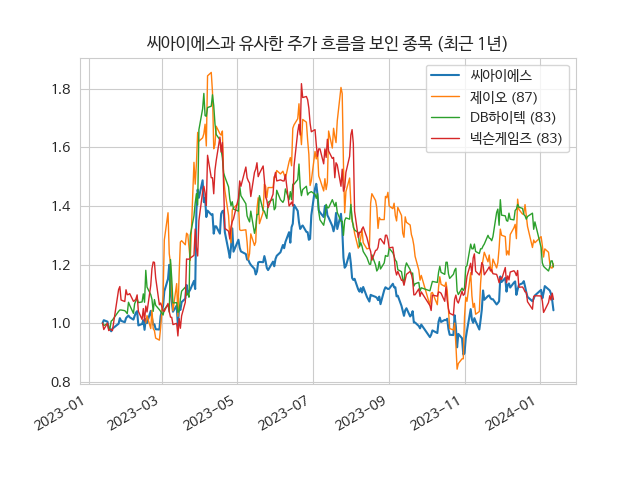 씨아이에스과 유사한 주가 흐름을 보인 종목 (최근 1년)
씨아이에스
제이오 (87)
DB하이텍 (83)
넥슨게임즈 (83)
1.8
1.6
1.4
1.2
1.0
0.8
2023-01
2023-03
2023-05
2023-07
2023-09
2023-11
2024-01